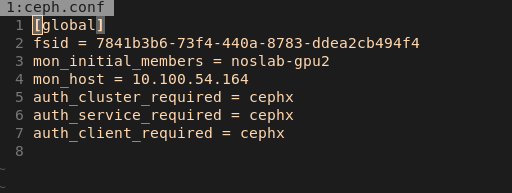 1:ceph.conf
1 [global]
2 fsid = 7841b3b6-73f4-440a-8783-ddea2cb494f4
3 mon_initial_members = noslab-gpu2
4 mon_host = 10.100.54.164
5 auth_cluster_required = cephx
6 auth_service_required = cephx
7 auth_client_required = cephx
8
~
~